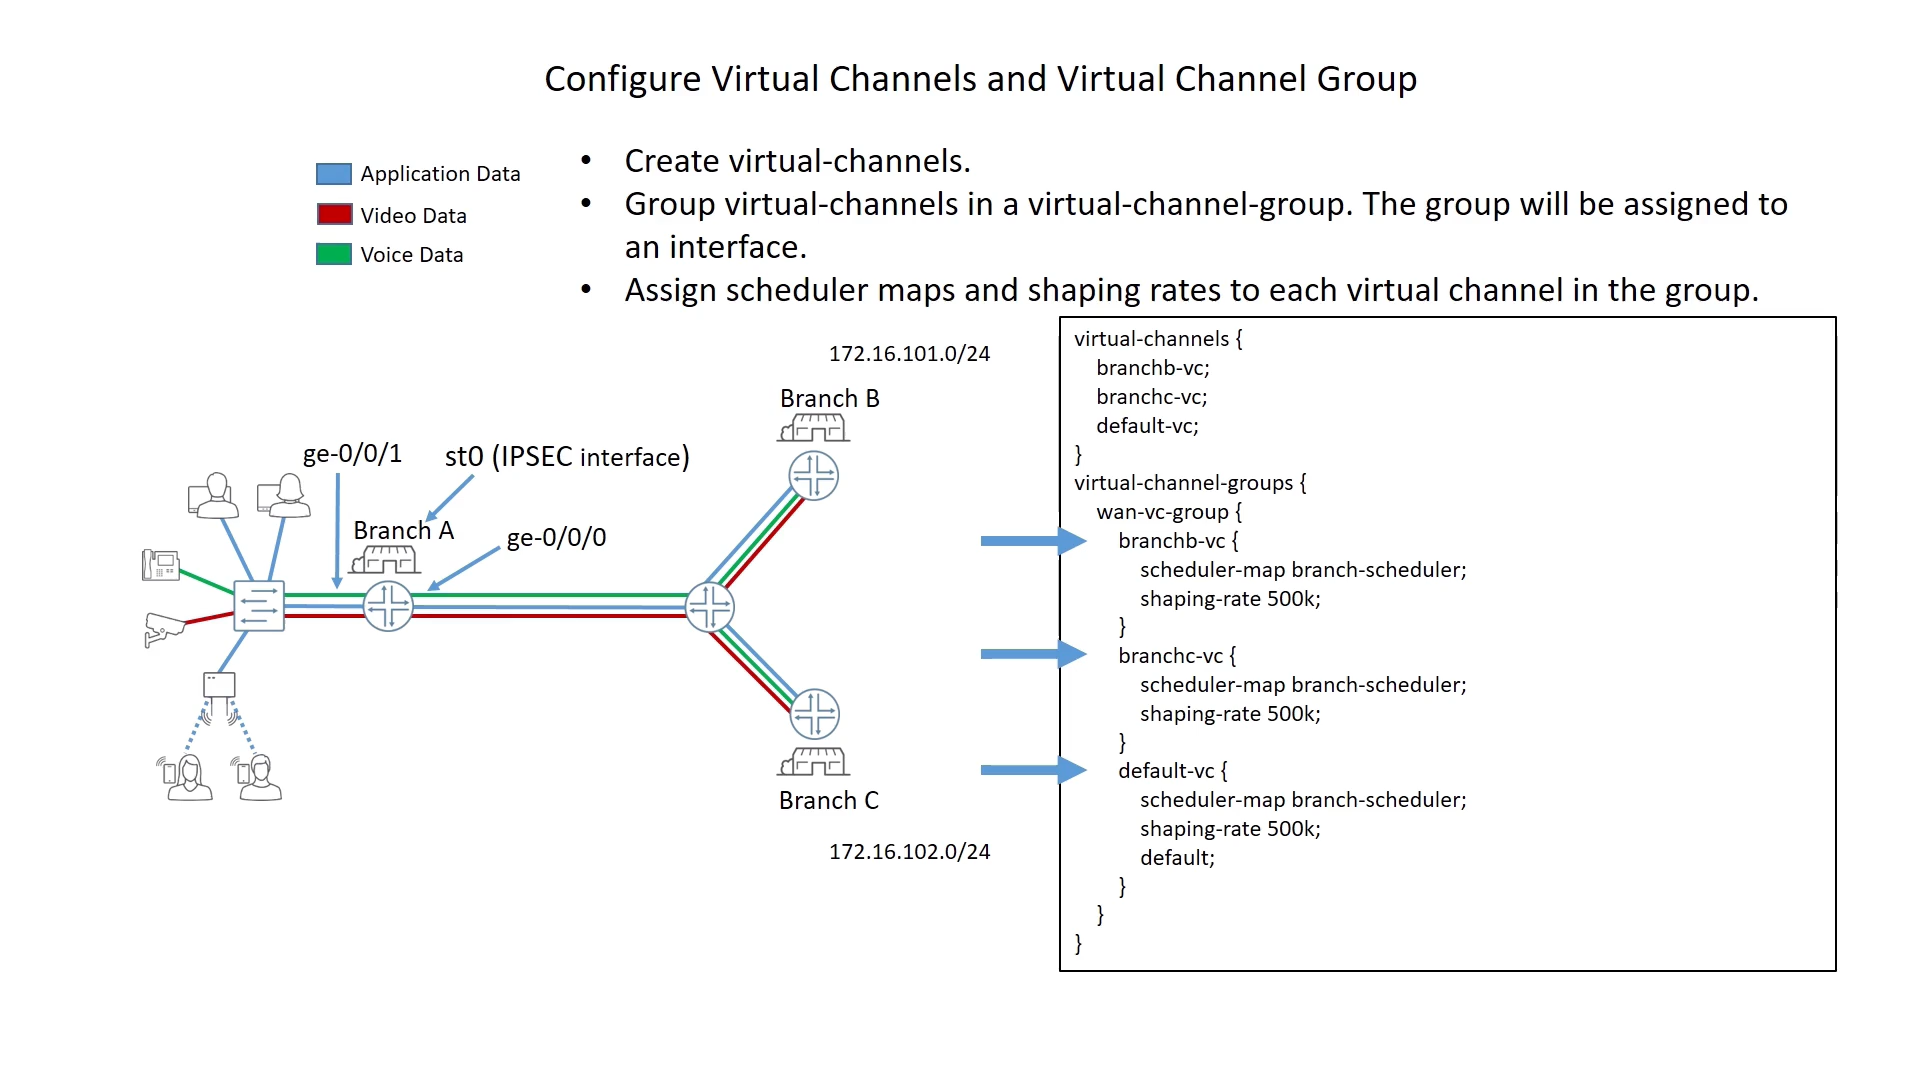 Configure Virtual Channels and Virtual Channel Group
Application Data
Video Data
Voice Data
• Create virtual-channels.
• Group virtual-channels in a virtual-channel-group. The group will be assigned to
an interface.
• Assign scheduler maps and shaping rates to each virtual channel in the group.
172.16.101.0/24
Branch B
ge-0/0/1
st0 (IPSEC interface)
Branch A
ge-0/0/0
Branch C
172.16.102.0/24
virtual-channels {
branchb-vc;
branchc-vc;
default-vc;
}
virtual-channel-groups {
wan-vc-group {
branchb-vc {
scheduler-map branch-scheduler;
shaping-rate 500k;
}
branchc-vc {
scheduler-map branch-scheduler;
shaping-rate 500k;
}
default-vc {
scheduler-map branch-scheduler;
shaping-rate 500k;
default;
}
}
}